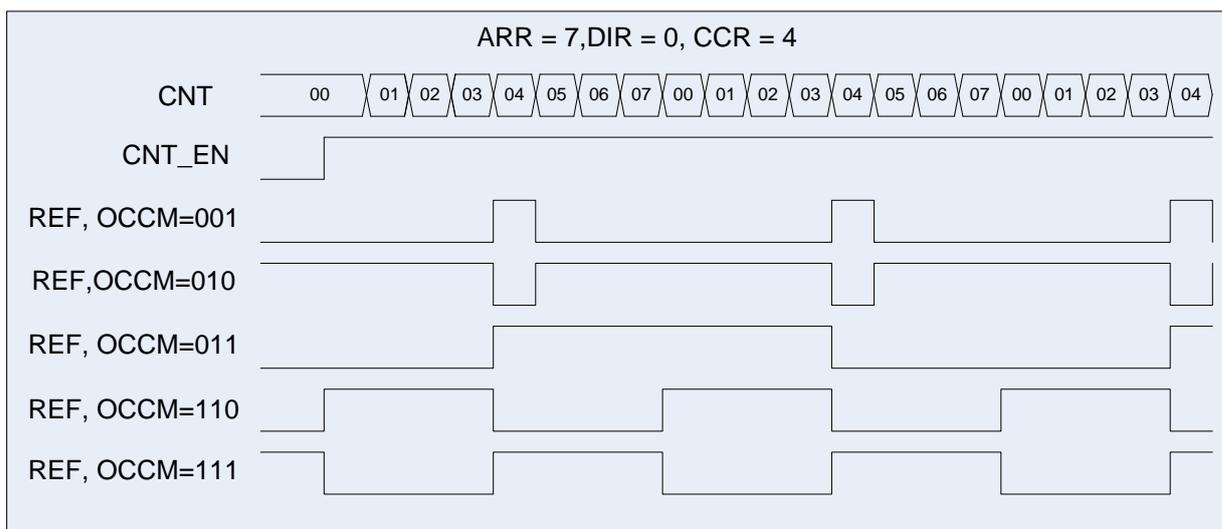 ARR = 7,DIR = 0, CCR = 4
CNT 00 01 02 03 04 05 06 07 00 01 02 03 04 05 06 07 00 01 02 03 04
CNT_EN
REF, OCCM=001
REF,OCCM=010
REF, OCCM=011
REF, OCCM=110
REF, OCCM=111